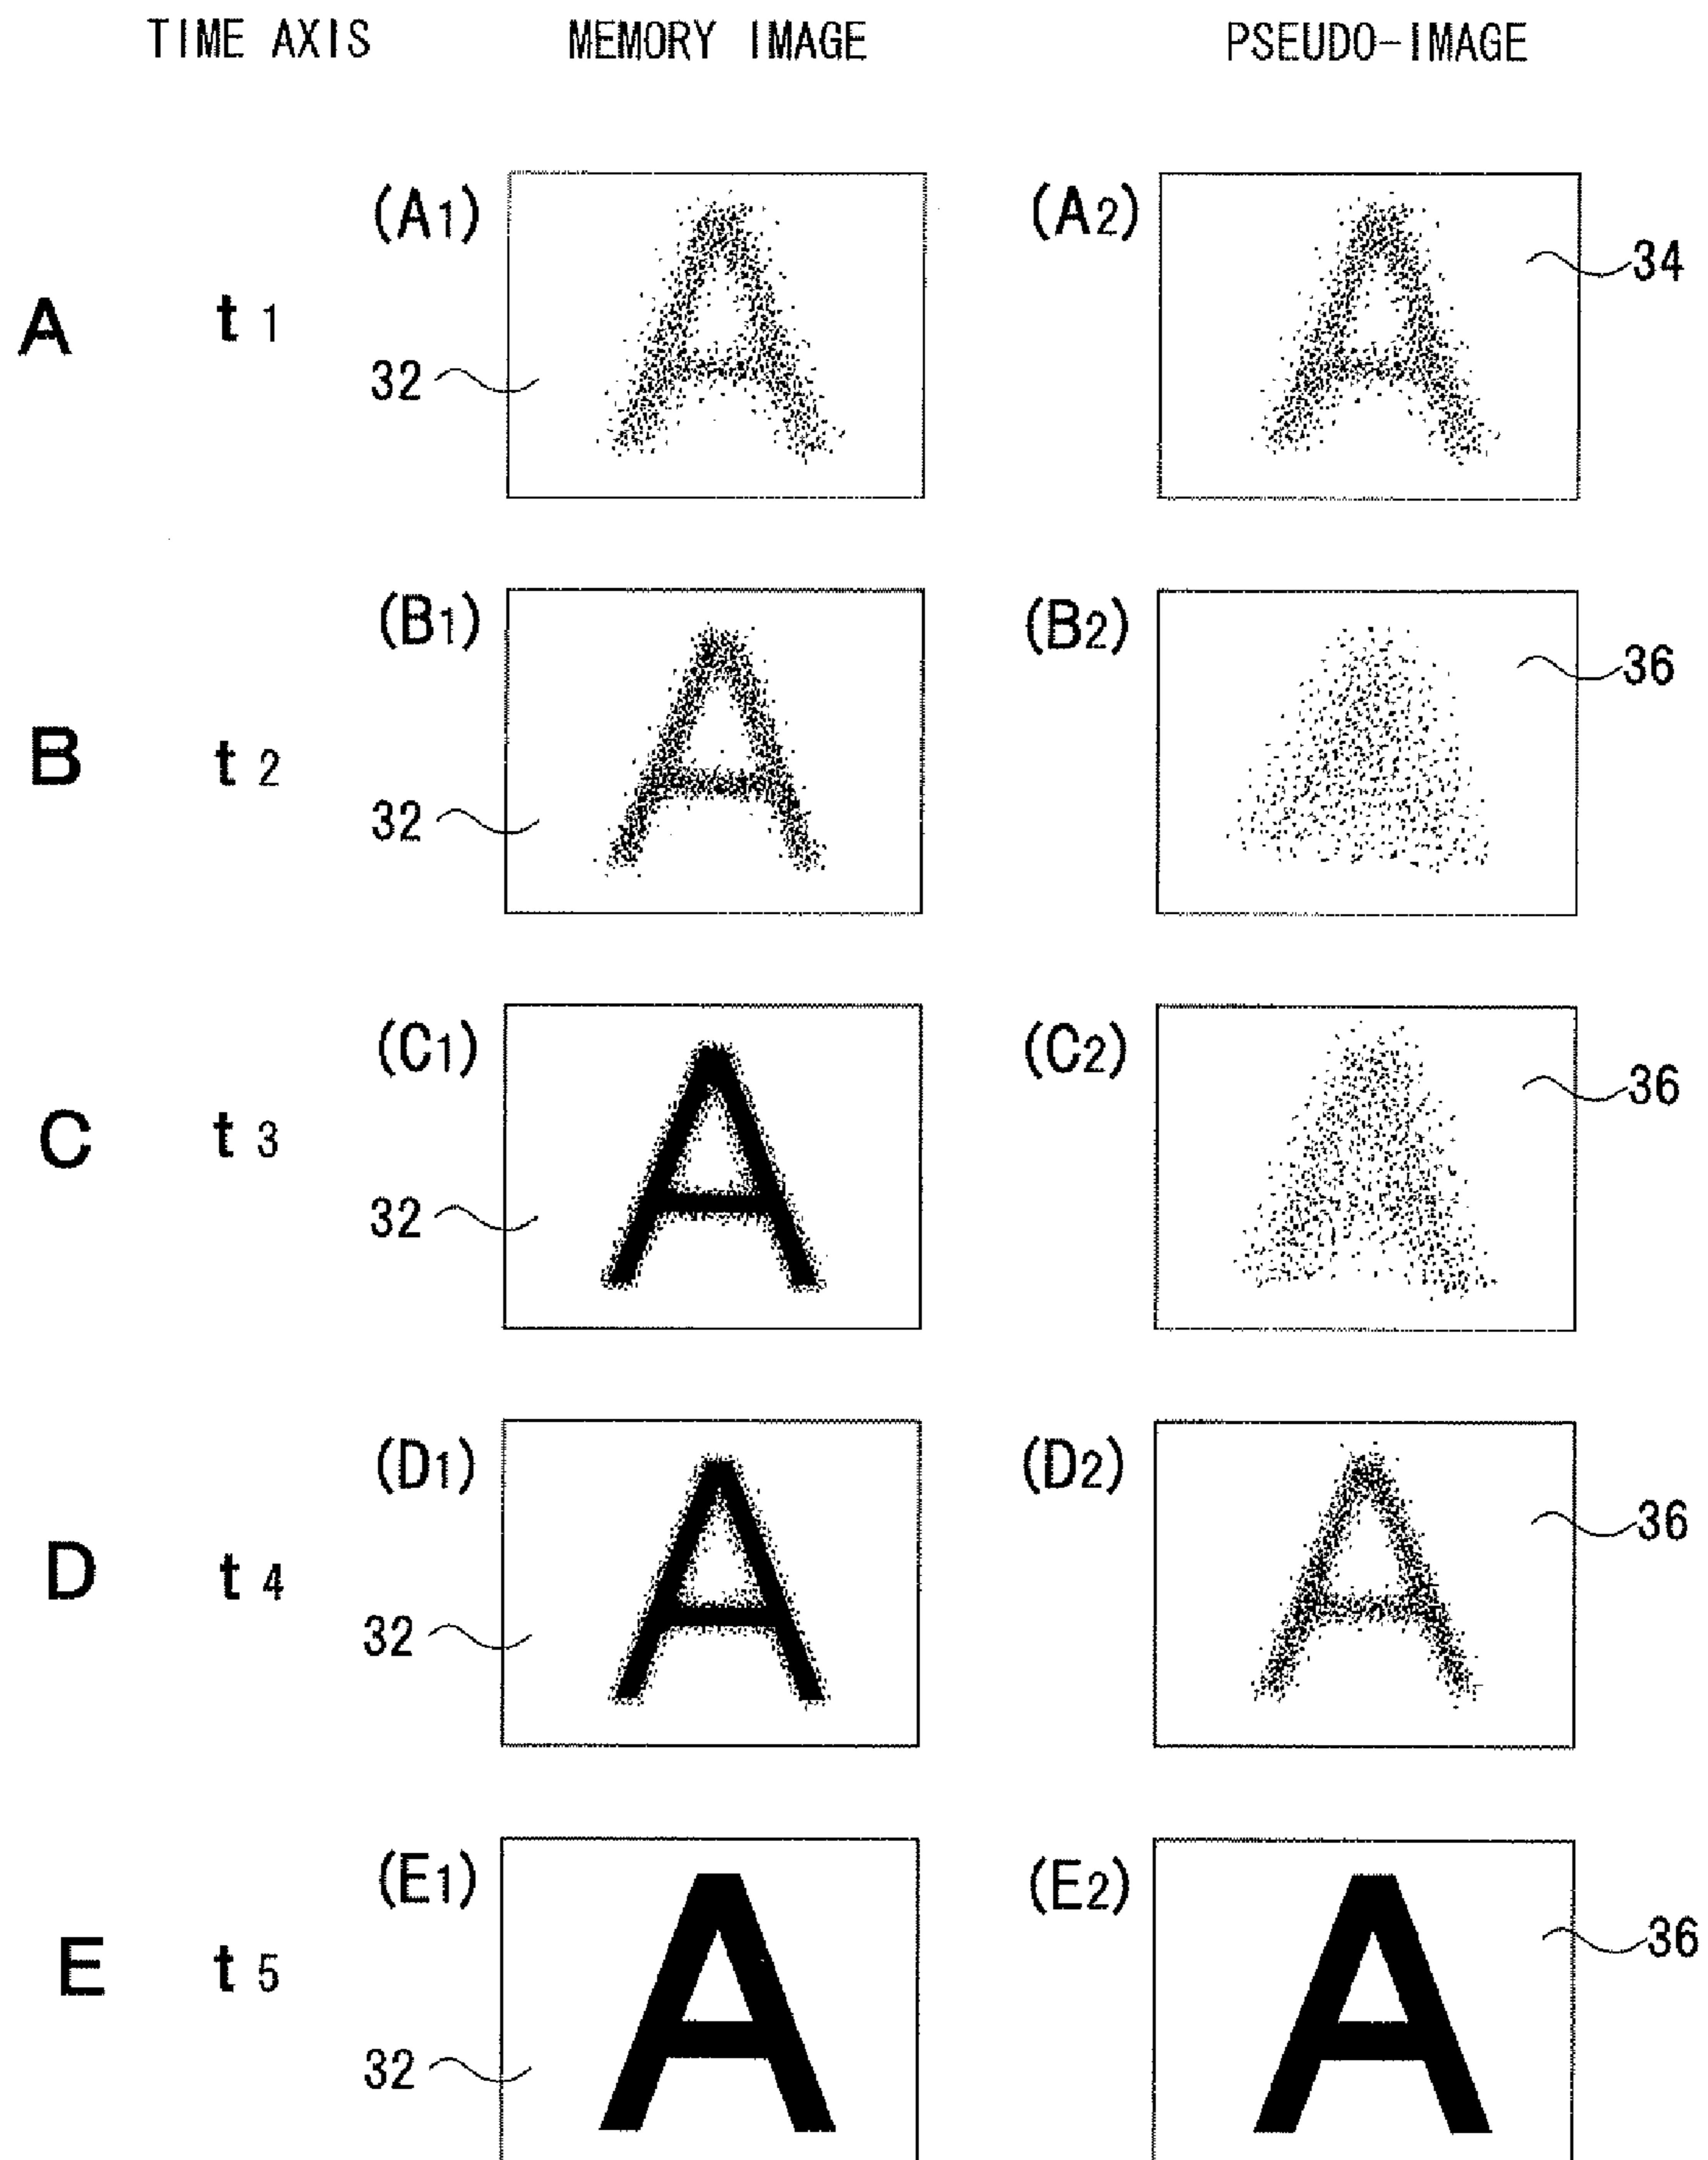 TIME AXIS MEMORY IMAGE PSEUDO-IMAGE
(A1) (A2)
34
A t1
32 A A
(B1) (B2)
36
B t2
32 A A
(C1) (C2)
36
C t3
32 A A
(D1) (D2)
36
D t4
32 A A
(E1) (E2)
36
E t5
32 A A